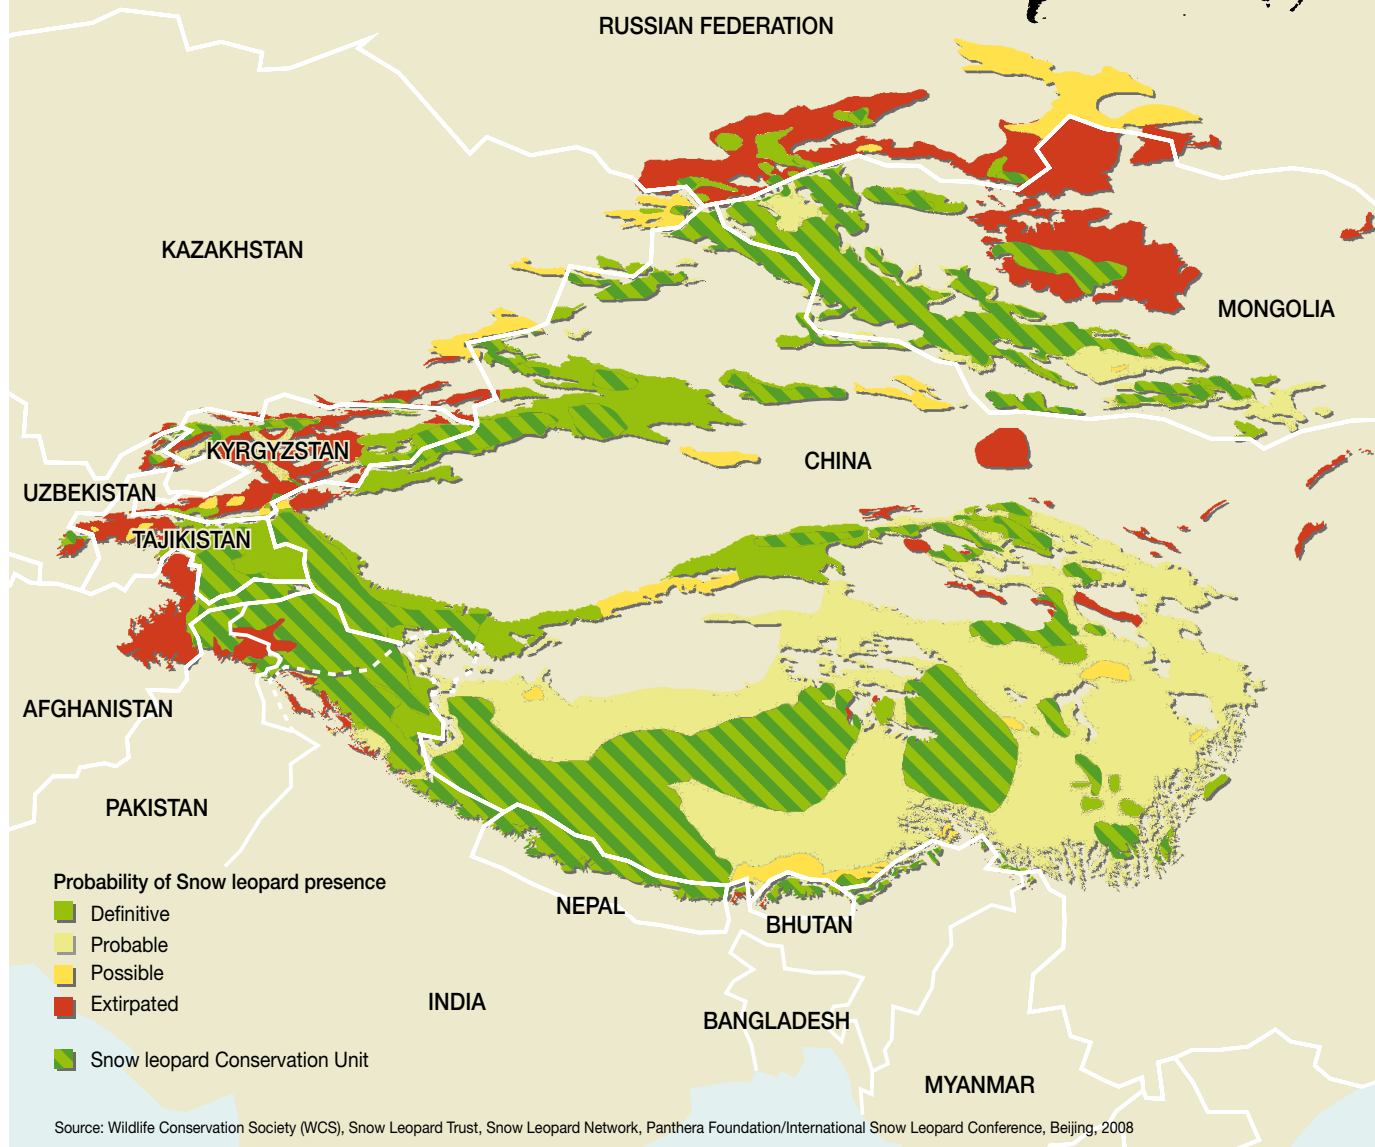 RUSSIAN FEDERATION
KAZAKHSTAN
MONGOLIA
KYRGYZSTAN
CHINA
UZBEKISTAN
TAJIKISTAN
AFGHANISTAN
PAKISTAN
Probability of Snow leopard presence
Definitive
Probable
Possible
Extirpated
Snow leopard Conservation Unit
NEPAL
BHUTAN
INDIA
BANGLADESH
MYANMAR
Source: Wildlife Conservation Society (WCS), Snow Leopard Trust, Snow Leopard Network, Panthera Foundation/International Snow Leopard Conference, Beijing, 2008